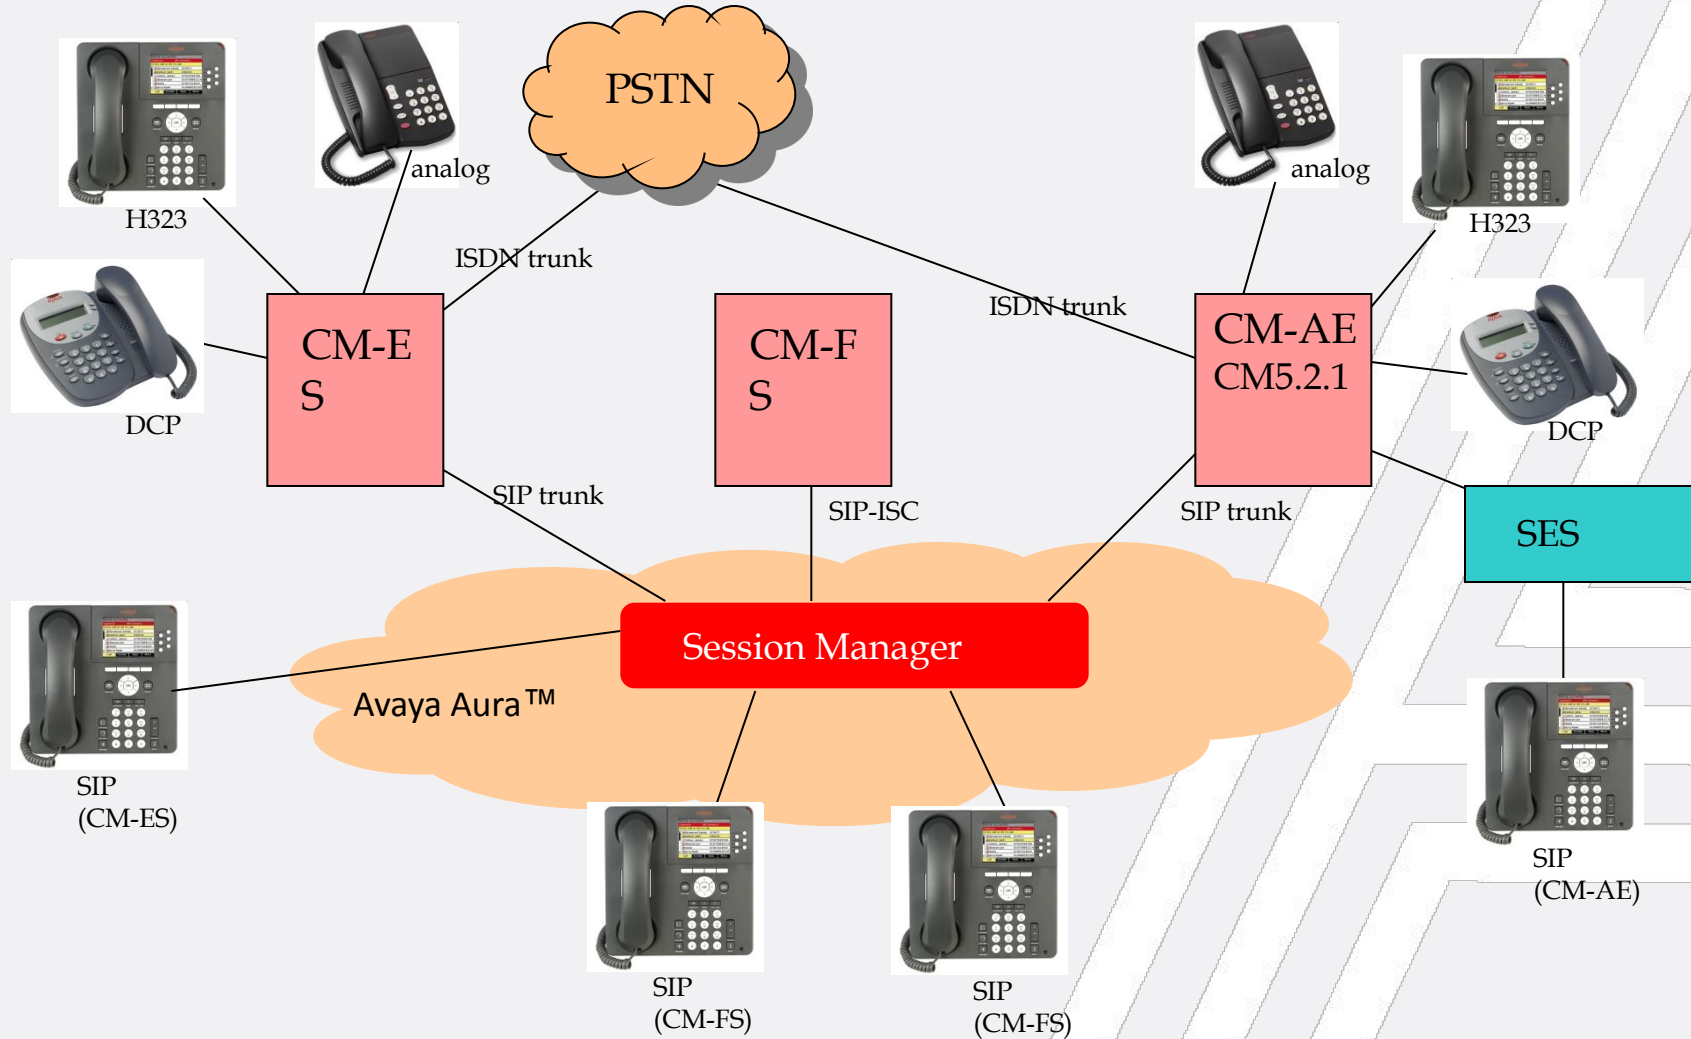 PSTN
analog
analog
H323
H323
ISDN trunk
ISDN trunk
CM-E
S
CM-F
S
CM-AE
CM5.2.1
DCP
DCP
SIP trunk
SIP-ISC
SIP trunk
SES
Session Manager
Avaya Aura™
SIP
(CM-ES)
SIP
(CM-AE)
SIP
(CM-FS)
SIP
(CM-FS)